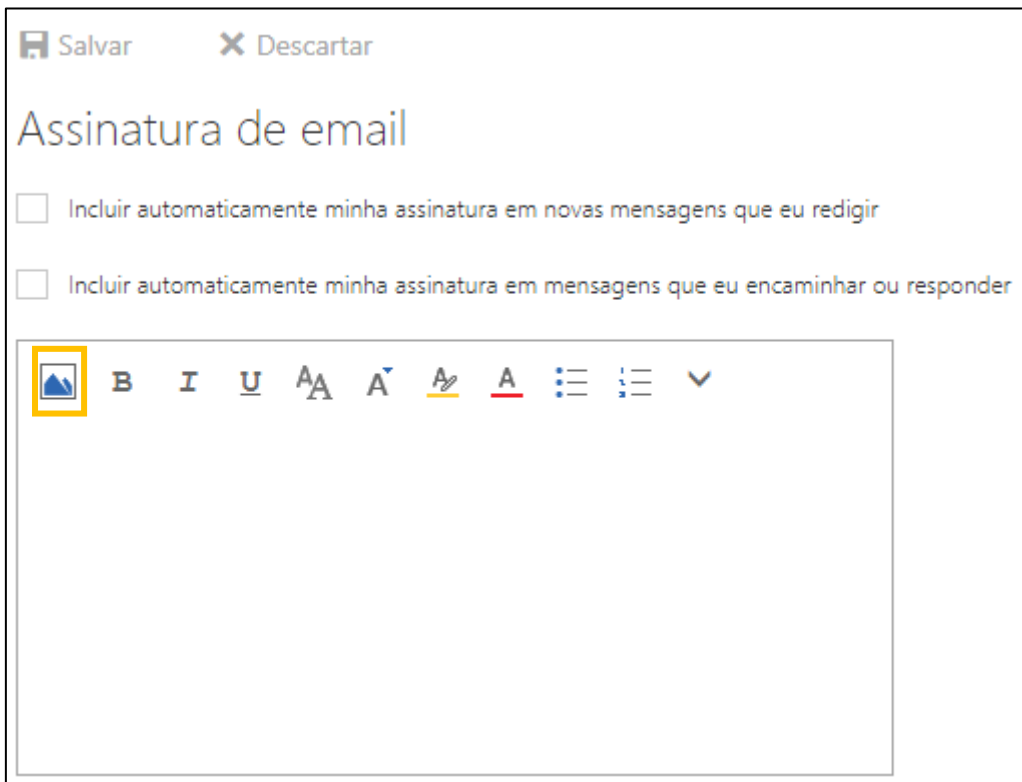 Salvar Descartar
Assinatura de email
Incluir automaticamente minha assinatura em novas mensagens que eu redigir
Incluir automaticamente minha assinatura em mensagens que eu encaminhar ou responder
B I U AA A A A